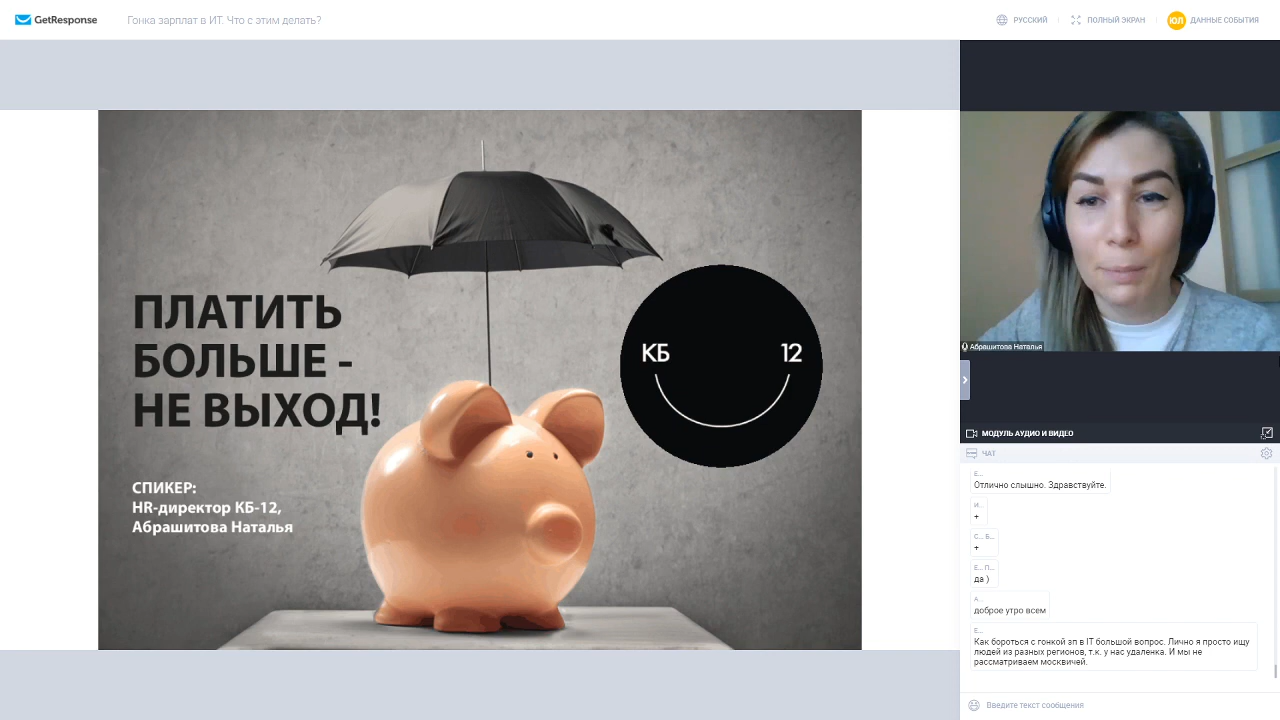 GetResponse
Гонка зарплат в ИТ. Что с этим делать?
РУССКИЙ
ПОЛНЫЙ ЭКРАН
ЮЛ
ДАННЫЕ СОБЫТИЯ
ПЛАТИТЬ
БОЛЬШЕ -
НЕ ВЫХОД!
СПИКЕР:
HR-директор КБ-12,
Абрашитова Наталья
КБ 12
Абрашитова Наталья
МОДУЛЬ АУДИО И ВИДЕО
ЧАТ
Е...
Отлично слышно. Здравствуйте.
И...
+
С... Б...
+
Е... П...
да )
А...
доброе утро всем
Е...
Как бороться с гонкой зп в IT большой вопрос. Лично я просто ищу
людей из разных регионов, т.к. у нас удаленка. И мы не
рассматриваем москвичей.
Введите текст сообщения